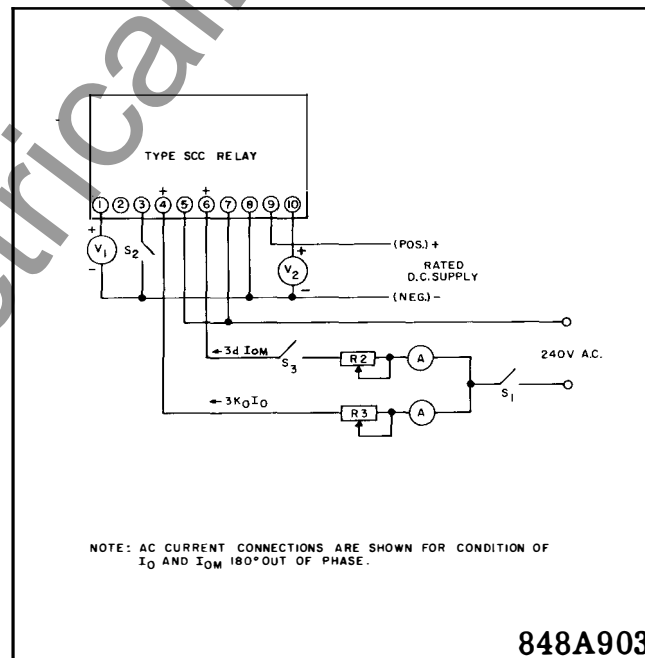 ectrical
TYPE SCC RELAY
+ +
1 2 3 4 5 6 7 8 9 10
+ V1 - S2
+ V2 -
(POS.) +
RATED
D.C. SUPPLY
(NEG.) -
← 3d IOM S3 R2 A
240V A.C.
S1
← 3K0I0 R3 A
NOTE: AC CURRENT CONNECTIONS ARE SHOWN FOR CONDITION OF
I0 AND IOM 180° OUT OF PHASE.
848A903